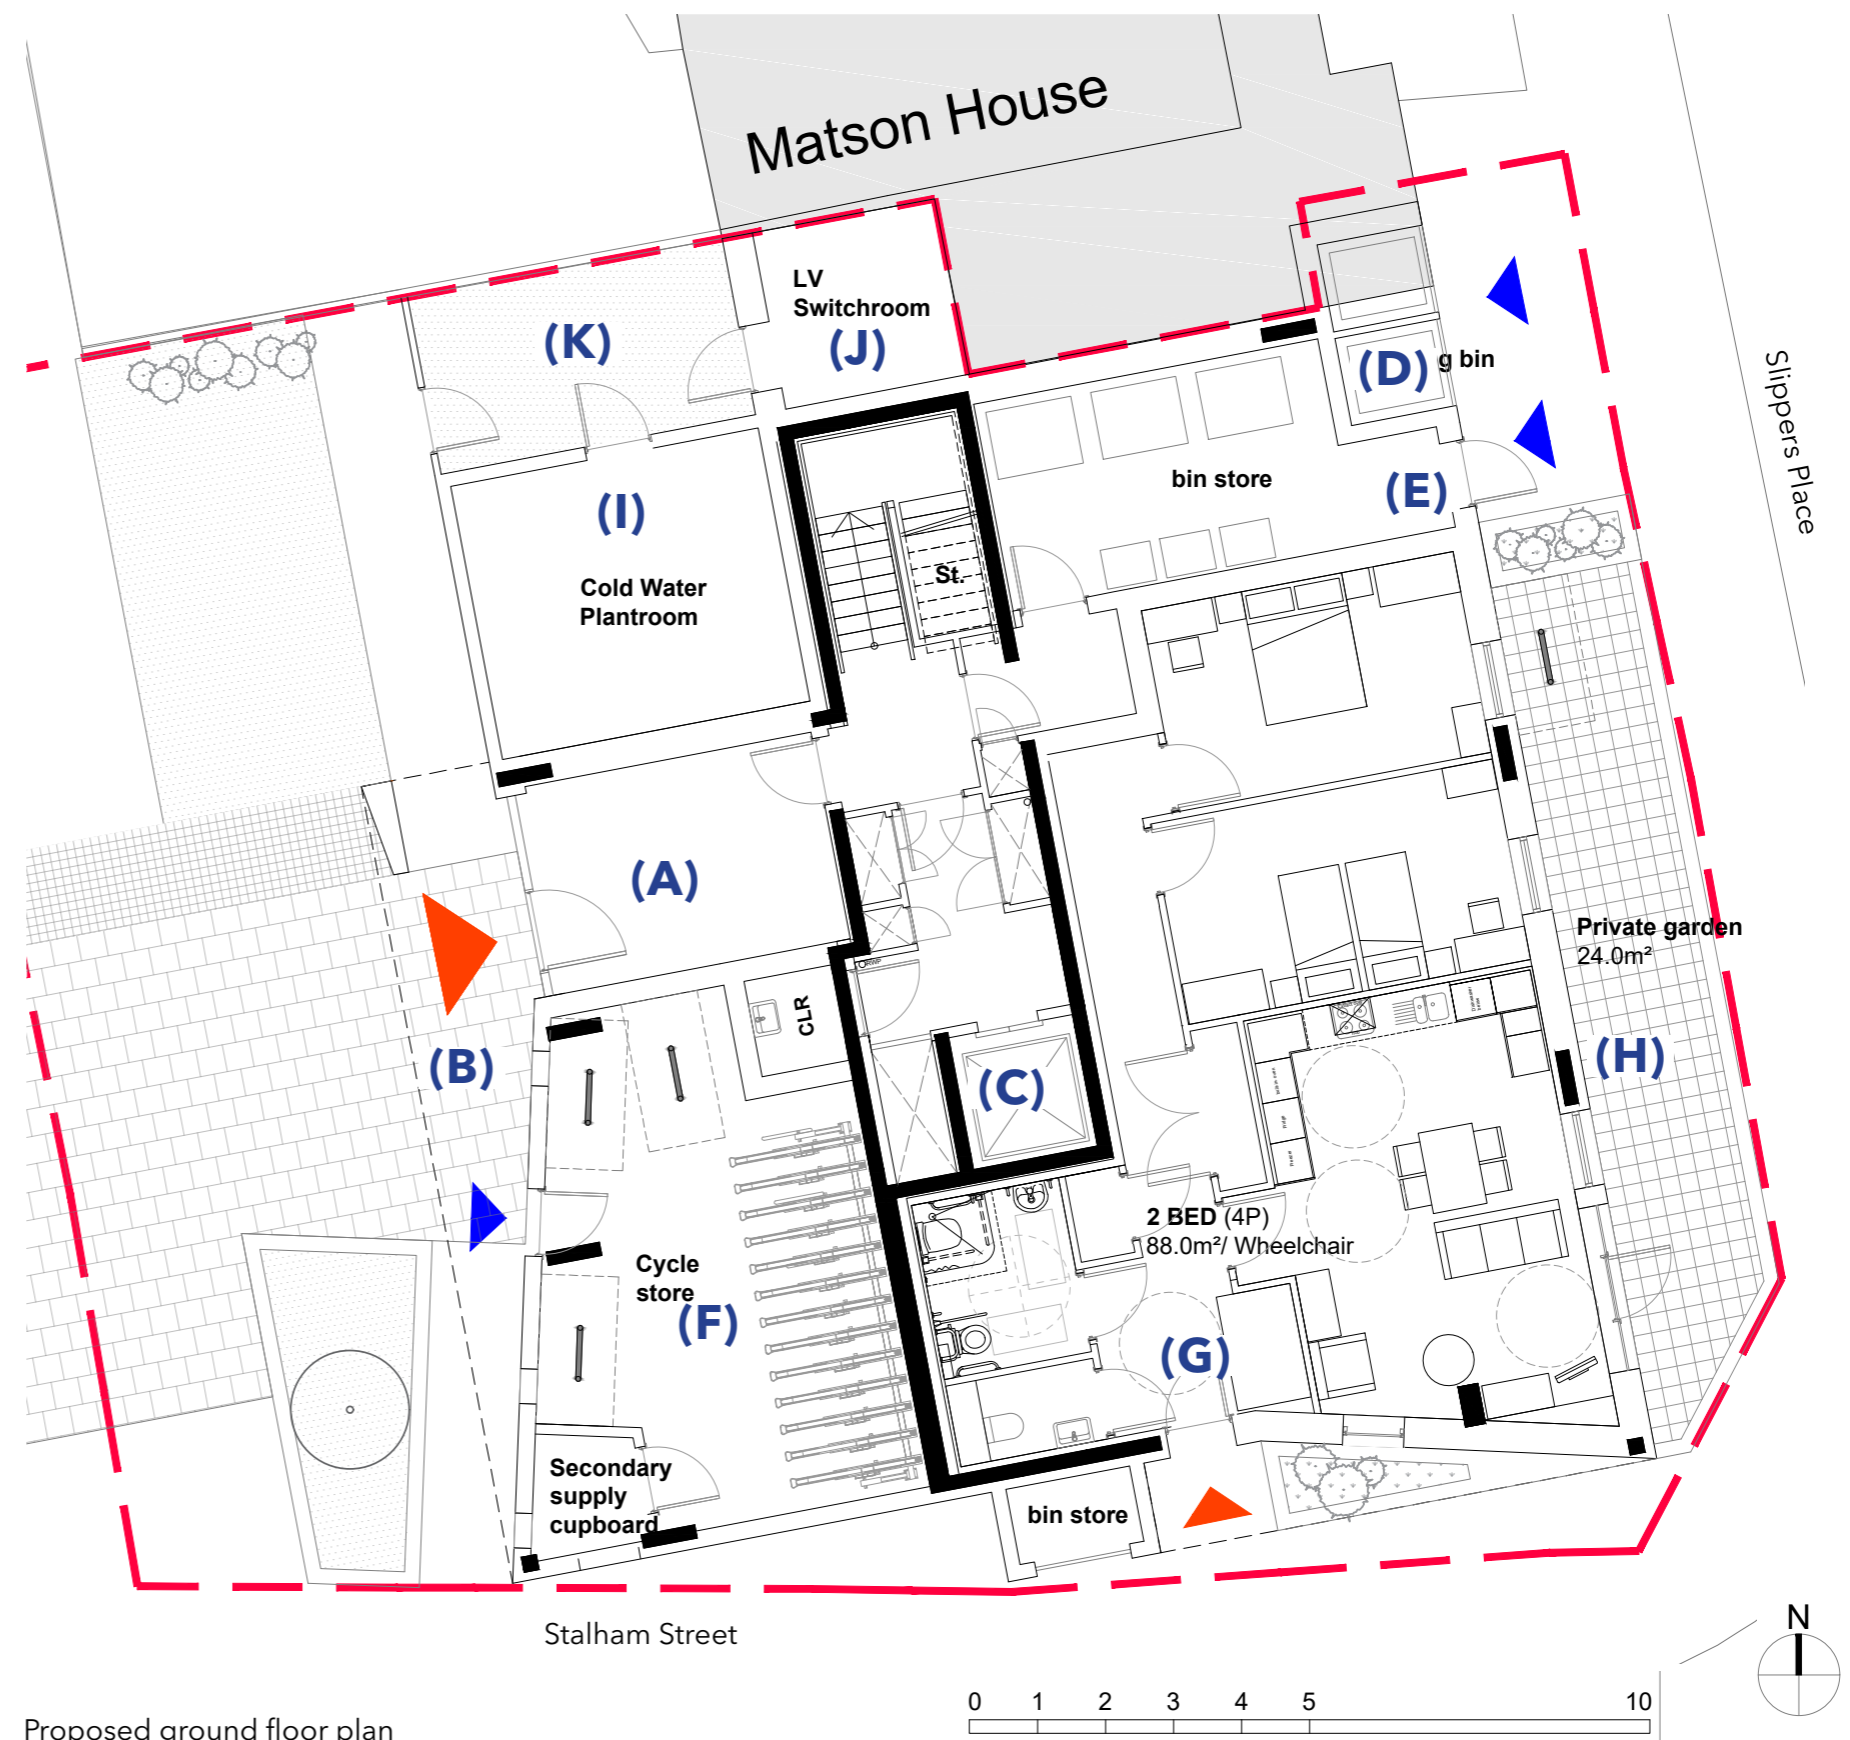 Matson House
LV
Switchroom
(J)
(K)
(D)
g bin
Slippers Place
bin store
(E)
(I)
Cold Water
Plantroom
St.
(A)
Private garden
24.0m²
CLR
(B)
(C)
(H)
2 BED (4P)
88.0m²/ Wheelchair
Cycle
store
(F)
(G)
Secondary
supply
cupboard
bin store
Stalham Street
N
0 1 2 3 4 5 10
Proposed ground floor plan